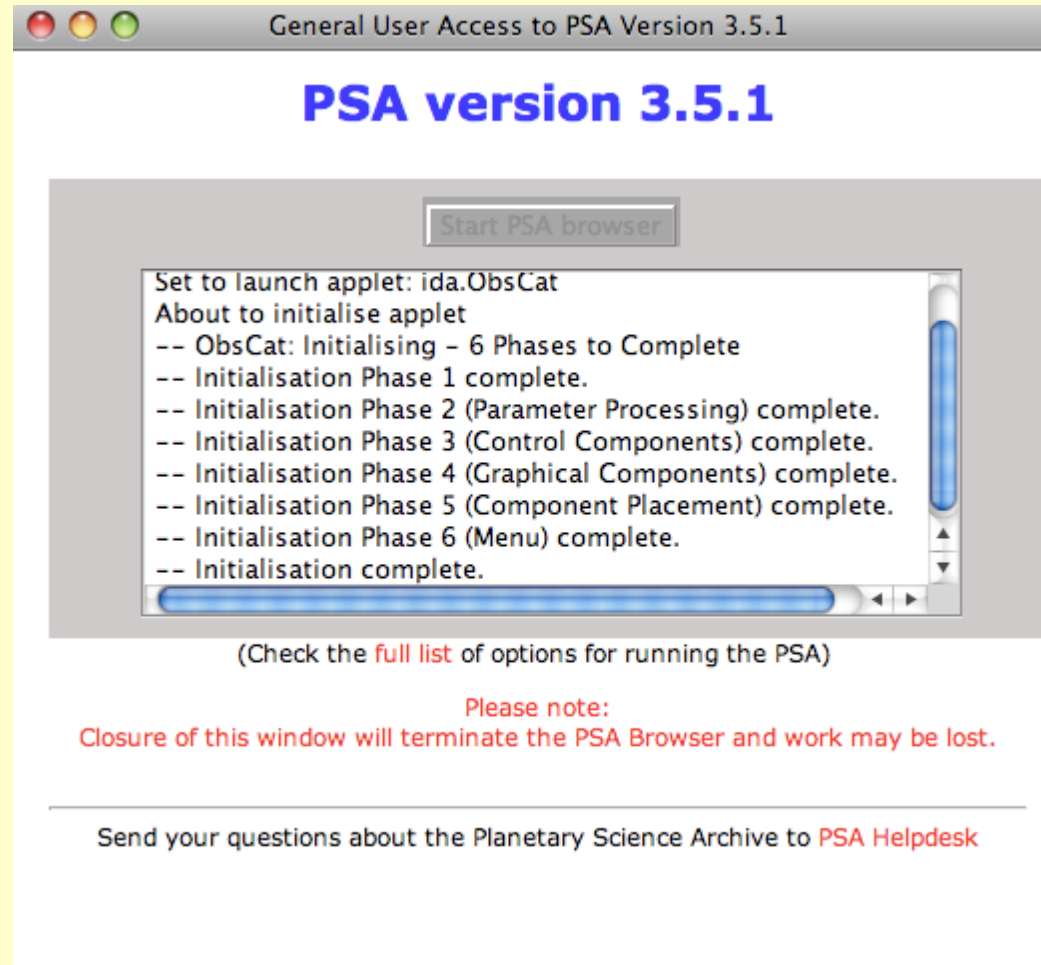 General User Access to PSA Version 3.5.1
PSA version 3.5.1
Start PSA browser
Set to launch applet: ida.ObsCat
About to initialise applet
-- ObsCat: Initialising – 6 Phases to Complete
-- Initialisation Phase 1 complete.
-- Initialisation Phase 2 (Parameter Processing) complete.
-- Initialisation Phase 3 (Control Components) complete.
-- Initialisation Phase 4 (Graphical Components) complete.
-- Initialisation Phase 5 (Component Placement) complete.
-- Initialisation Phase 6 (Menu) complete.
-- Initialisation complete.
(Check the full list of options for running the PSA)
Please note:
Closure of this window will terminate the PSA Browser and work may be lost.
Send your questions about the Planetary Science Archive to PSA Helpdesk